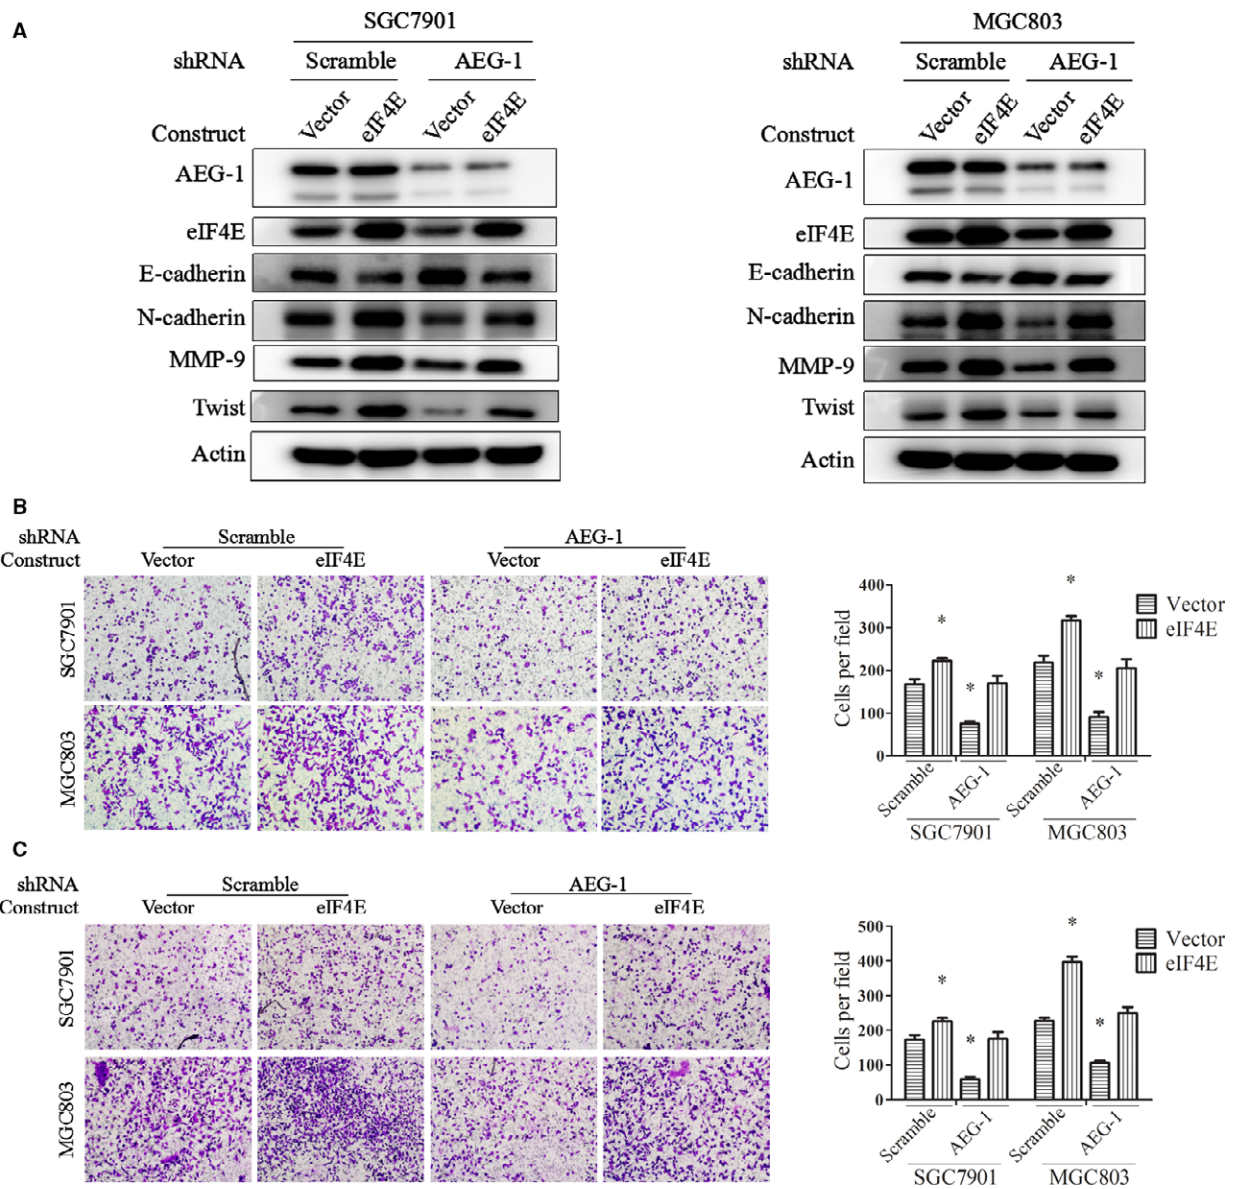 A
SGC7901
shRNA Scramble AEG-1
Construct Vector eIF4E Vector eIF4E
AEG-1
eIF4E
E-cadherin
N-cadherin
MMP-9
Twist
Actin
MGC803
shRNA Scramble AEG-1
Construct Vector eIF4E Vector eIF4E
AEG-1
eIF4E
E-cadherin
N-cadherin
MMP-9
Twist
Actin
B
shRNA Scramble AEG-1
Construct Vector eIF4E Vector eIF4E
SGC7901
MGC803
Cells per field
400
300
200
100
0
* * * *
Vector
eIF4E
Scramble AEG-1 Scramble AEG-1
SGC7901 MGC803
C
shRNA Scramble AEG-1
Construct Vector eIF4E Vector eIF4E
SGC7901
MGC803
Cells per field
500
400
300
200
100
0
* * * *
Vector
eIF4E
Scramble AEG-1 Scramble AEG-1
SGC7901 MGC803